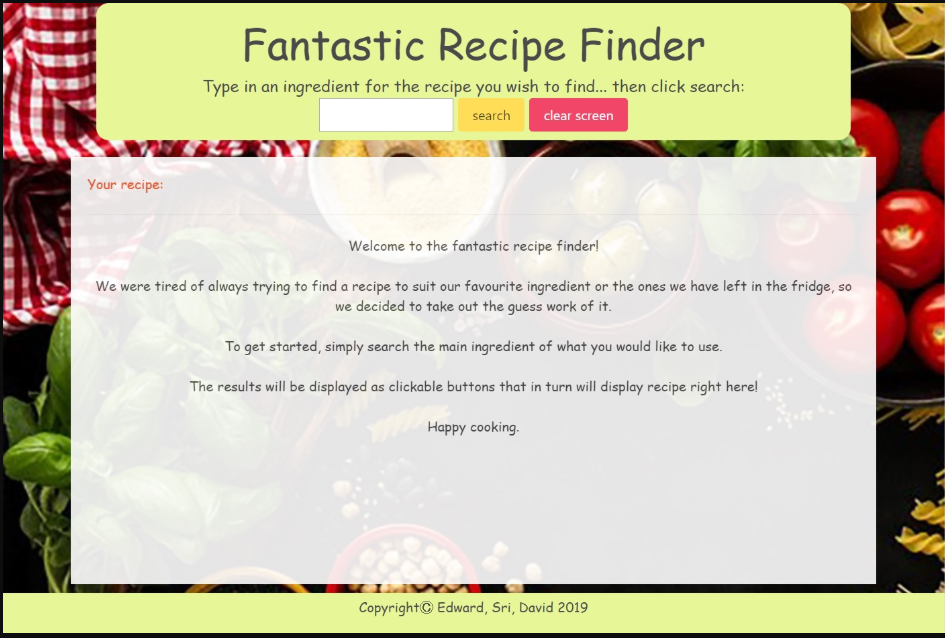 Fantastic Recipe Finder
Type in an ingredient for the recipe you wish to find... then click search:
search clear screen
Your recipe:
Welcome to the fantastic recipe finder!
We were tired of always trying to find a recipe to suit our favourite ingredient or the ones we have left in the fridge, so
we decided to take out the guess work of it.
To get started, simply search the main ingredient of what you would like to use.
The results will be displayed as clickable buttons that in turn will display recipe right here!
Happy cooking.
Copyright© Edward, Sri, David 2019